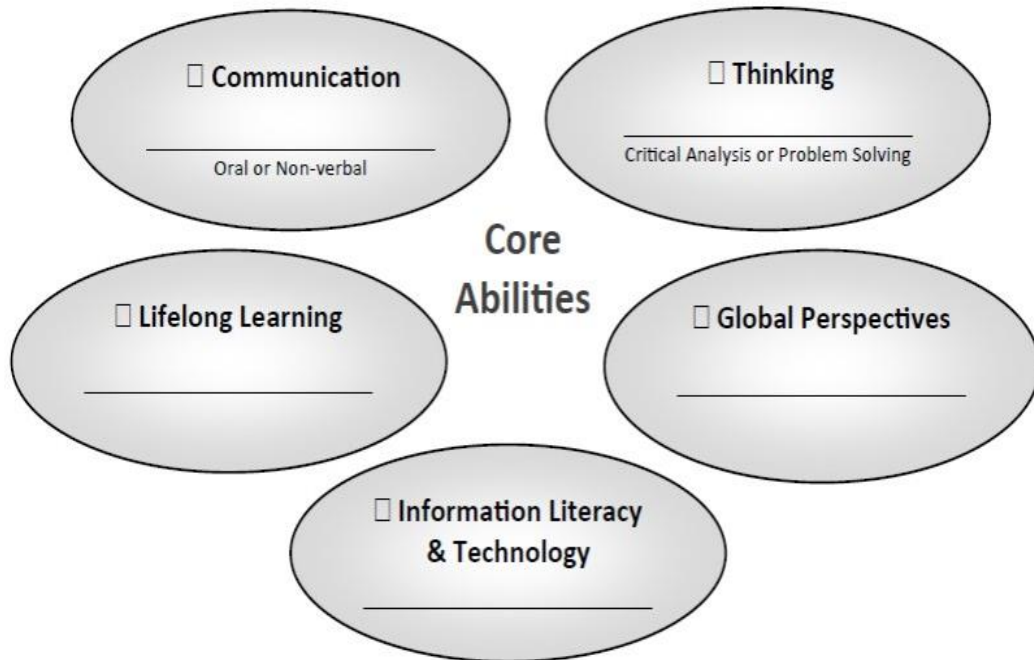 ☐ Communication
Oral or Non-verbal
☐ Thinking
Critical Analysis or Problem Solving
Core
Abilities
☐ Lifelong Learning
☐ Global Perspectives
☐ Information Literacy
& Technology